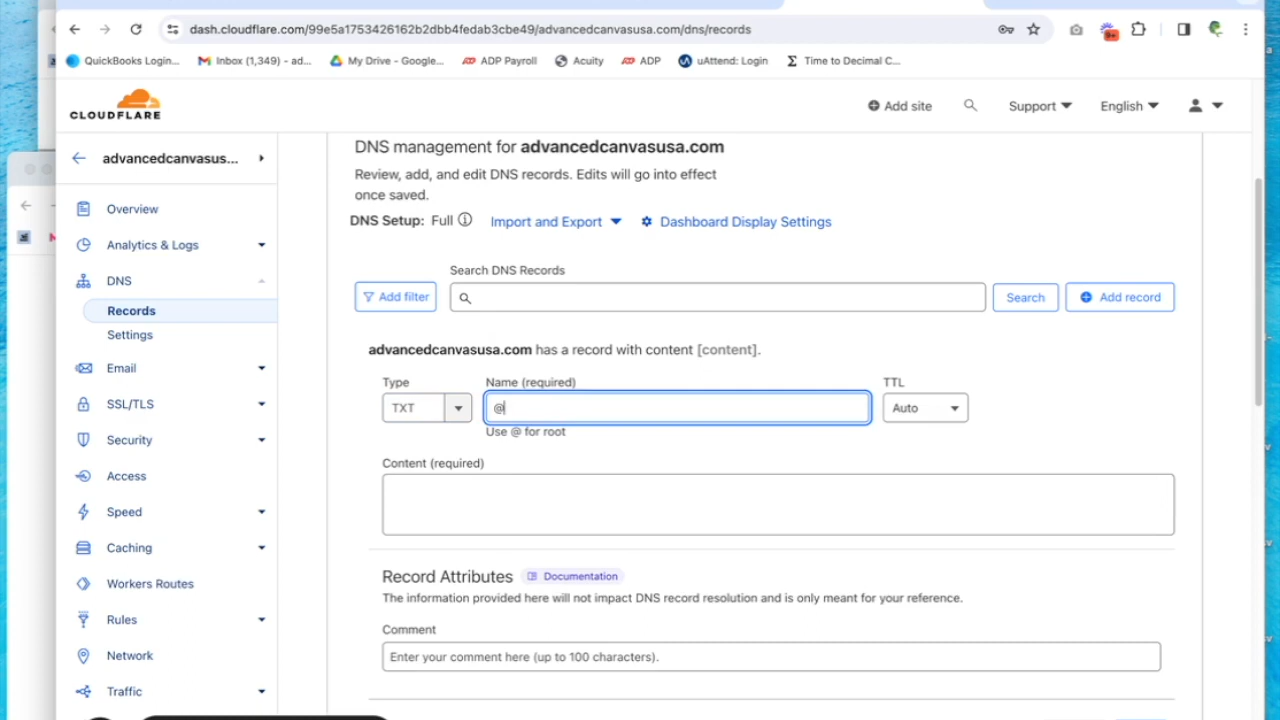 dash.cloudflare.com/99e5a1753426162b2dbb4fedab3cbe49/advancedcanvasusa.com/dns/records
9+
QuickBooks Login...
Inbox (1,349) - ad...
My Drive - Google...
ADP Payroll
Acuity
ADP
uAttend: Login
Time to Decimal C...
CLOUDFLARE
Add site
Support
English
advancedcanvasus...
Overview
Analytics & Logs
DNS
Records
Settings
Email
SSL/TLS
Security
Access
Speed
Caching
Workers Routes
Rules
Network
Traffic
DNS management for advancedcanvasusa.com
Review, add, and edit DNS records. Edits will go into effect
once saved.
DNS Setup: Full
Import and Export
Dashboard Display Settings
Search DNS Records
Add filter
Search
Add record
advancedcanvasusa.com has a record with content [content].
Type
Name (required)
TTL
TXT
@
Auto
Use @ for root
Content (required)
Record Attributes
Documentation
The information provided here will not impact DNS record resolution and is only meant for your reference.
Comment
Enter your comment here (up to 100 characters).